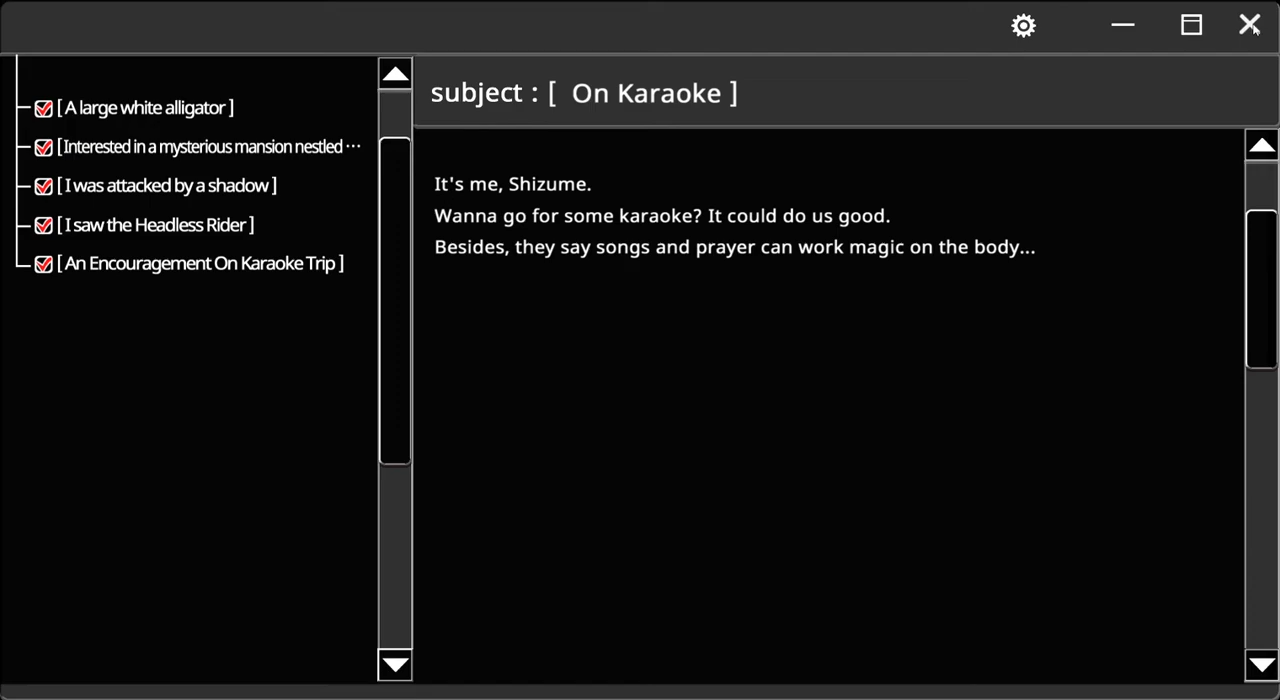 [ A large white alligator ]
[ Interested in a mysterious mansion nestled ⋯
[ I was attacked by a shadow ]
[ I saw the Headless Rider ]
[ An Encouragement On Karaoke Trip ]
subject : [ On Karaoke ]
It's me, Shizume.
Wanna go for some karaoke? It could do us good.
Besides, they say songs and prayer can work magic on the body...